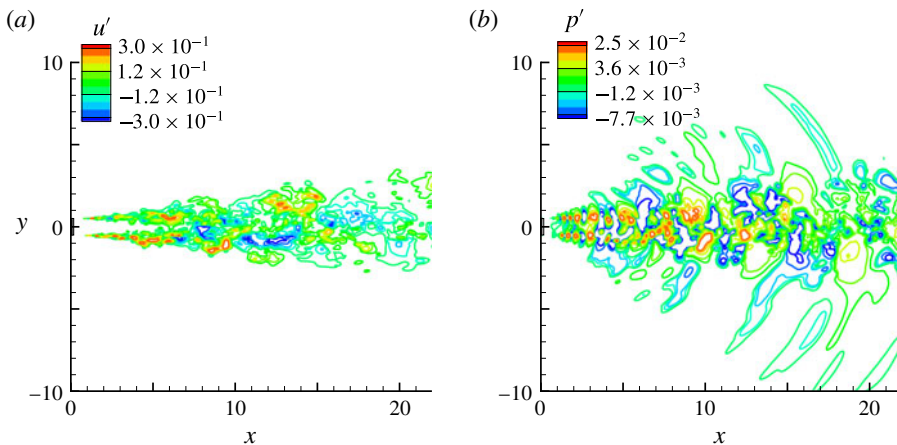 (a)
u′
3.0 × 10⁻¹
1.2 × 10⁻¹
−1.2 × 10⁻¹
−3.0 × 10⁻¹
10
y
0
−10
0
10
20
x
(b)
p′
2.5 × 10⁻²
3.6 × 10⁻³
−1.2 × 10⁻³
−7.7 × 10⁻³
10
0
−10
0
10
20
x